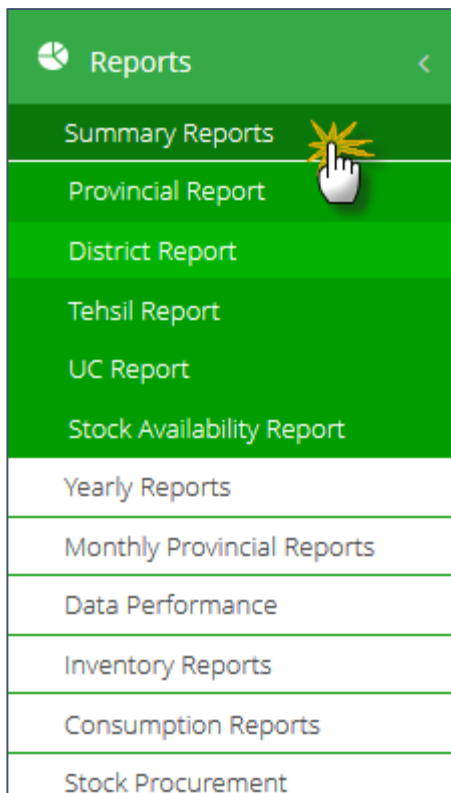 Reports
Summary Reports
Provincial Report
District Report
Tehsil Report
UC Report
Stock Availability Report
Yearly Reports
Monthly Provincial Reports
Data Performance
Inventory Reports
Consumption Reports
Stock Procurement